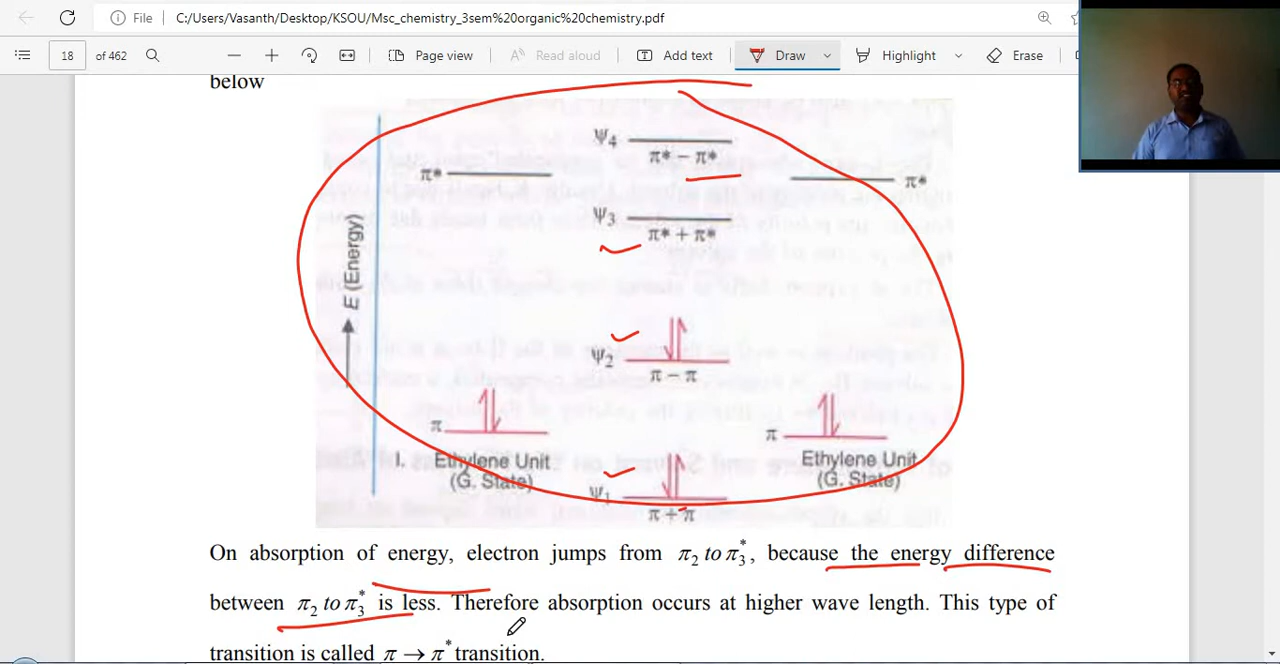 File | C:/Users/Vasanth/Desktop/KSOU/Msc_chemistry_3sem%20organic%20chemistry.pdf
18 of 462 Page view Read aloud Add text Draw Highlight Erase
below
Ψ4
π* – π*
π* π*
Ψ3
π* + π*
E (Energy)
Ψ2
π – π
π π
I. Ethylene Unit Ethylene Unit
(G. State) (G. State)
Ψ1
π + π
On absorption of energy, electron jumps from π₂ to π₃*, because the energy difference
between π₂ to π₃* is less. Therefore absorption occurs at higher wave length. This type of
transition is called π → π* transition.